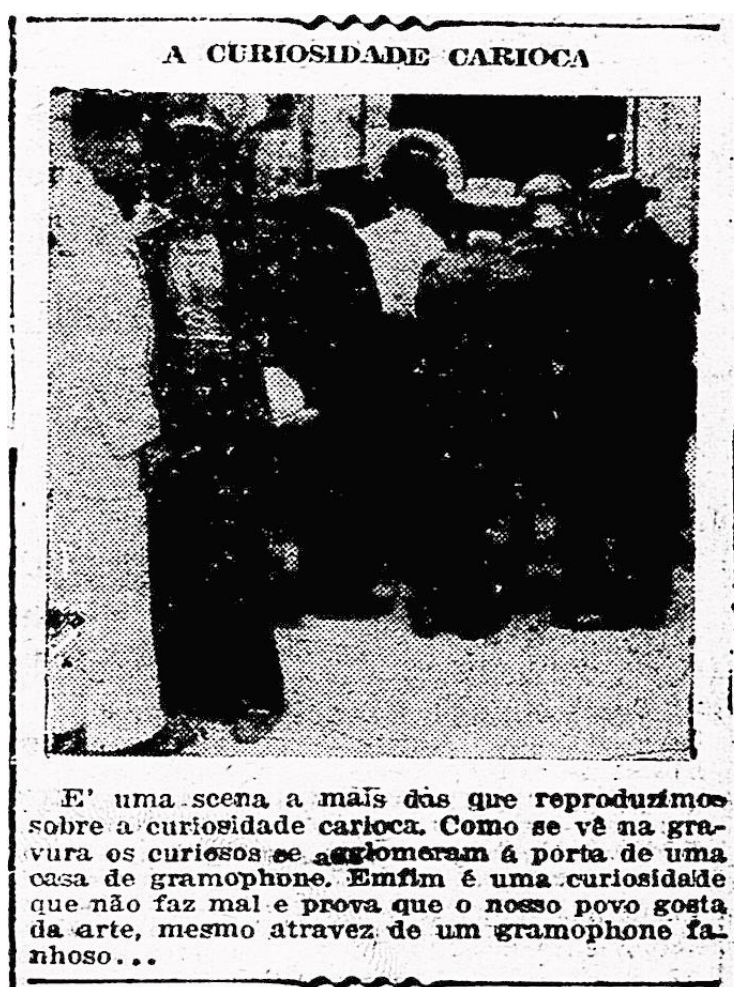 A CURIOSIDADE CARIOCA
E' uma scena a mais das que reproduzimos
sobre a curiosidade carioca. Como se vê na gra-
vura os curiosos se agglomeram á porta de uma
casa de gramophone. Emfim é uma curiosidade
que não faz mal e prova que o nosso povo gosta
da arte, mesmo atravez de um gramophone fa-
nhoso...